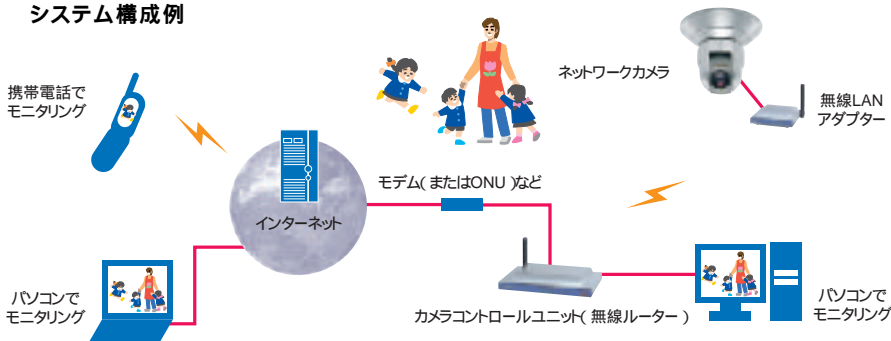 システム構成例
携帯電話で
モニタリング
ネットワークカメラ
無線LAN
アダプター
モデム(またはONU)など
インターネット
パソコンで
モニタリング
カメラコントロールユニット(無線ルーター)
パソコンで
モニタリング